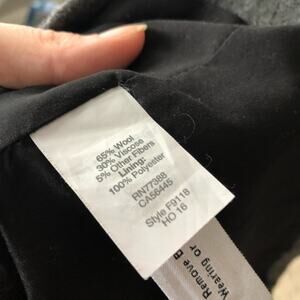 65% Wool
30% Viscose
5% Other Fibers
Lining:
100% Polyester
RN77388
CA56445
Style F9118
HO 16
Remove
Wearing or